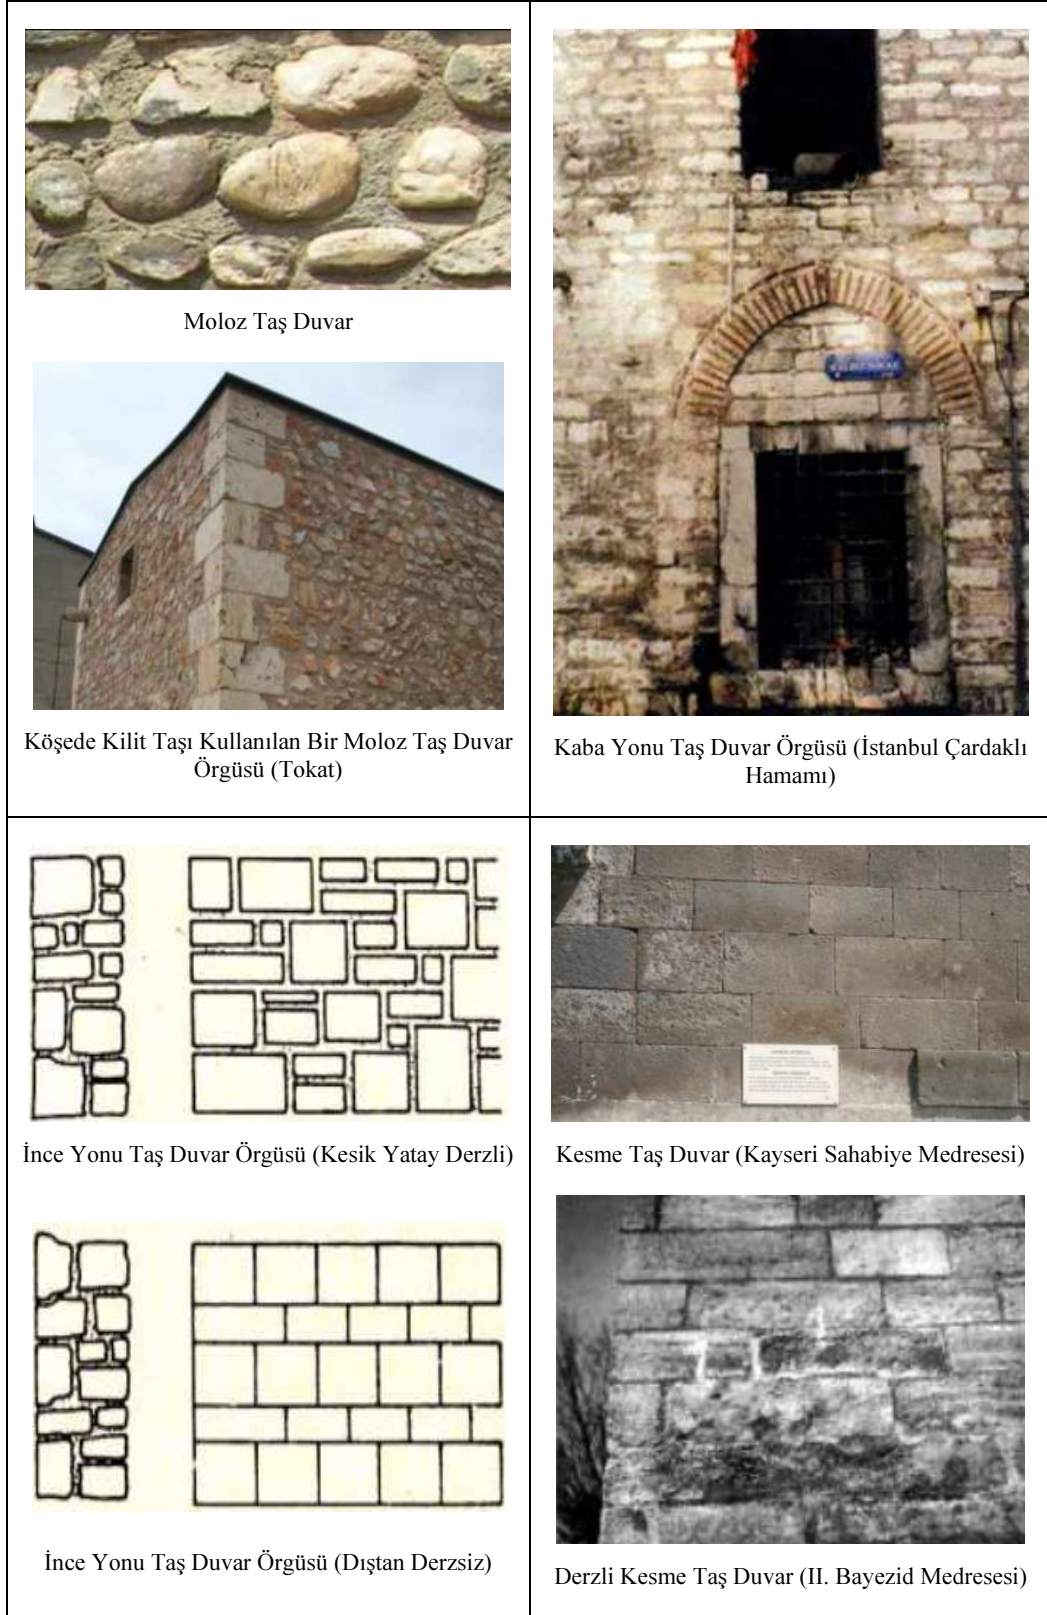 Moloz Taş Duvar
Köşede Kilit Taşı Kullanılan Bir Moloz Taş Duvar
Örgüsü (Tokat)
Kaba Yonu Taş Duvar Örgüsü (İstanbul Çardaklı
Hamamı)
İnce Yonu Taş Duvar Örgüsü (Kesik Yatay Derzli)
İnce Yonu Taş Duvar Örgüsü (Dıştan Derzsiz)
Kesme Taş Duvar (Kayseri Sahabiye Medresesi)
Derzli Kesme Taş Duvar (II. Bayezid Medresesi)